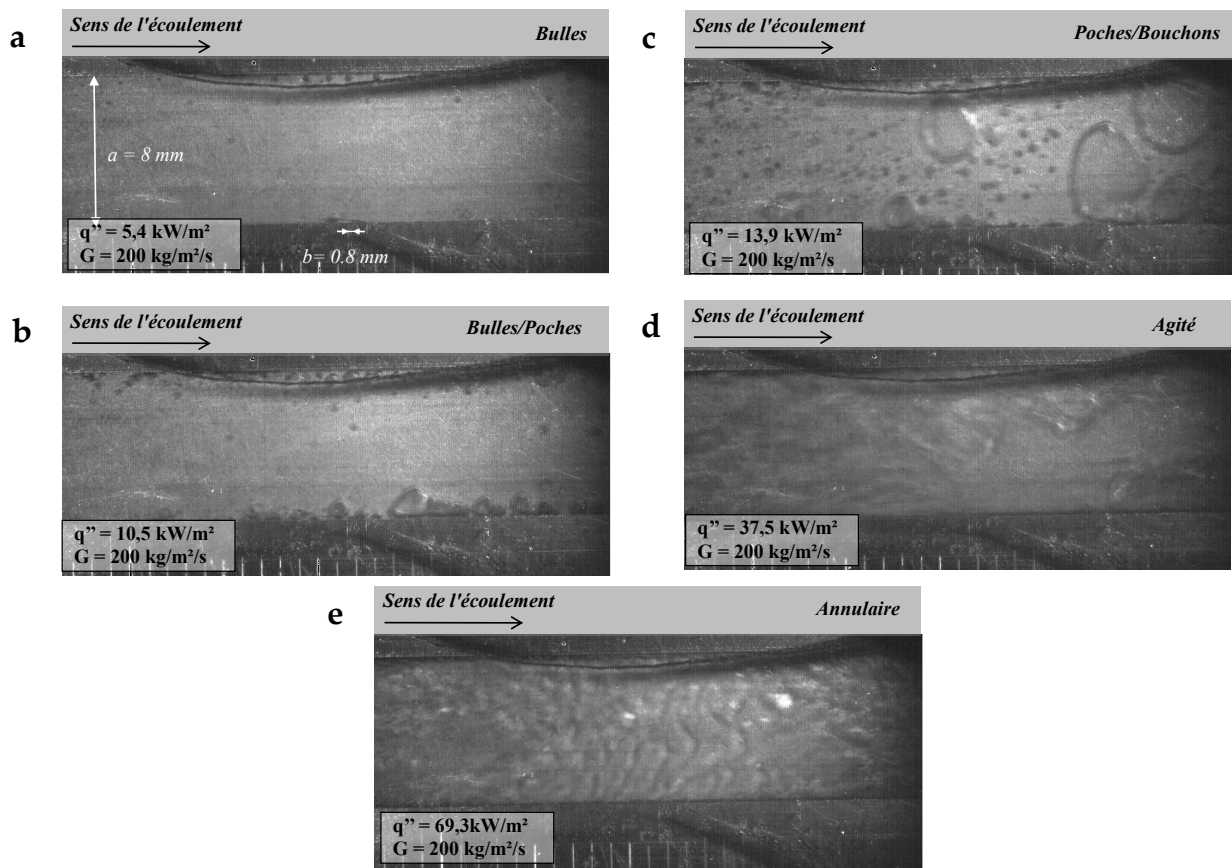 a
Sens de l'écoulement
Bulles
a = 8 mm
q’’ = 5,4 kW/m²
G = 200 kg/m²/s
b= 0.8 mm
b
Sens de l'écoulement
Bulles/Poches
q’’ = 10,5 kW/m²
G = 200 kg/m²/s
c
Sens de l'écoulement
Poches/Bouchons
q’’ = 13,9 kW/m²
G = 200 kg/m²/s
d
Sens de l'écoulement
Agité
q’’ = 37,5 kW/m²
G = 200 kg/m²/s
e
Sens de l'écoulement
Annulaire
q’’ = 69,3kW/m²
G = 200 kg/m²/s